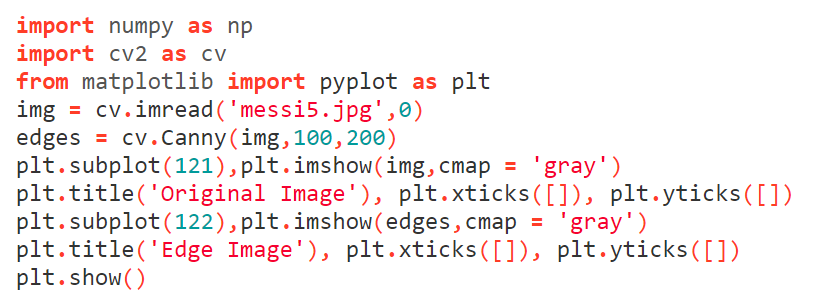 import numpy as np
import cv2 as cv
from matplotlib import pyplot as plt
img = cv.imread('messi5.jpg',0)
edges = cv.Canny(img,100,200)
plt.subplot(121),plt.imshow(img,cmap = 'gray')
plt.title('Original Image'), plt.xticks([]), plt.yticks([])
plt.subplot(122),plt.imshow(edges,cmap = 'gray')
plt.title('Edge Image'), plt.xticks([]), plt.yticks([])
plt.show()